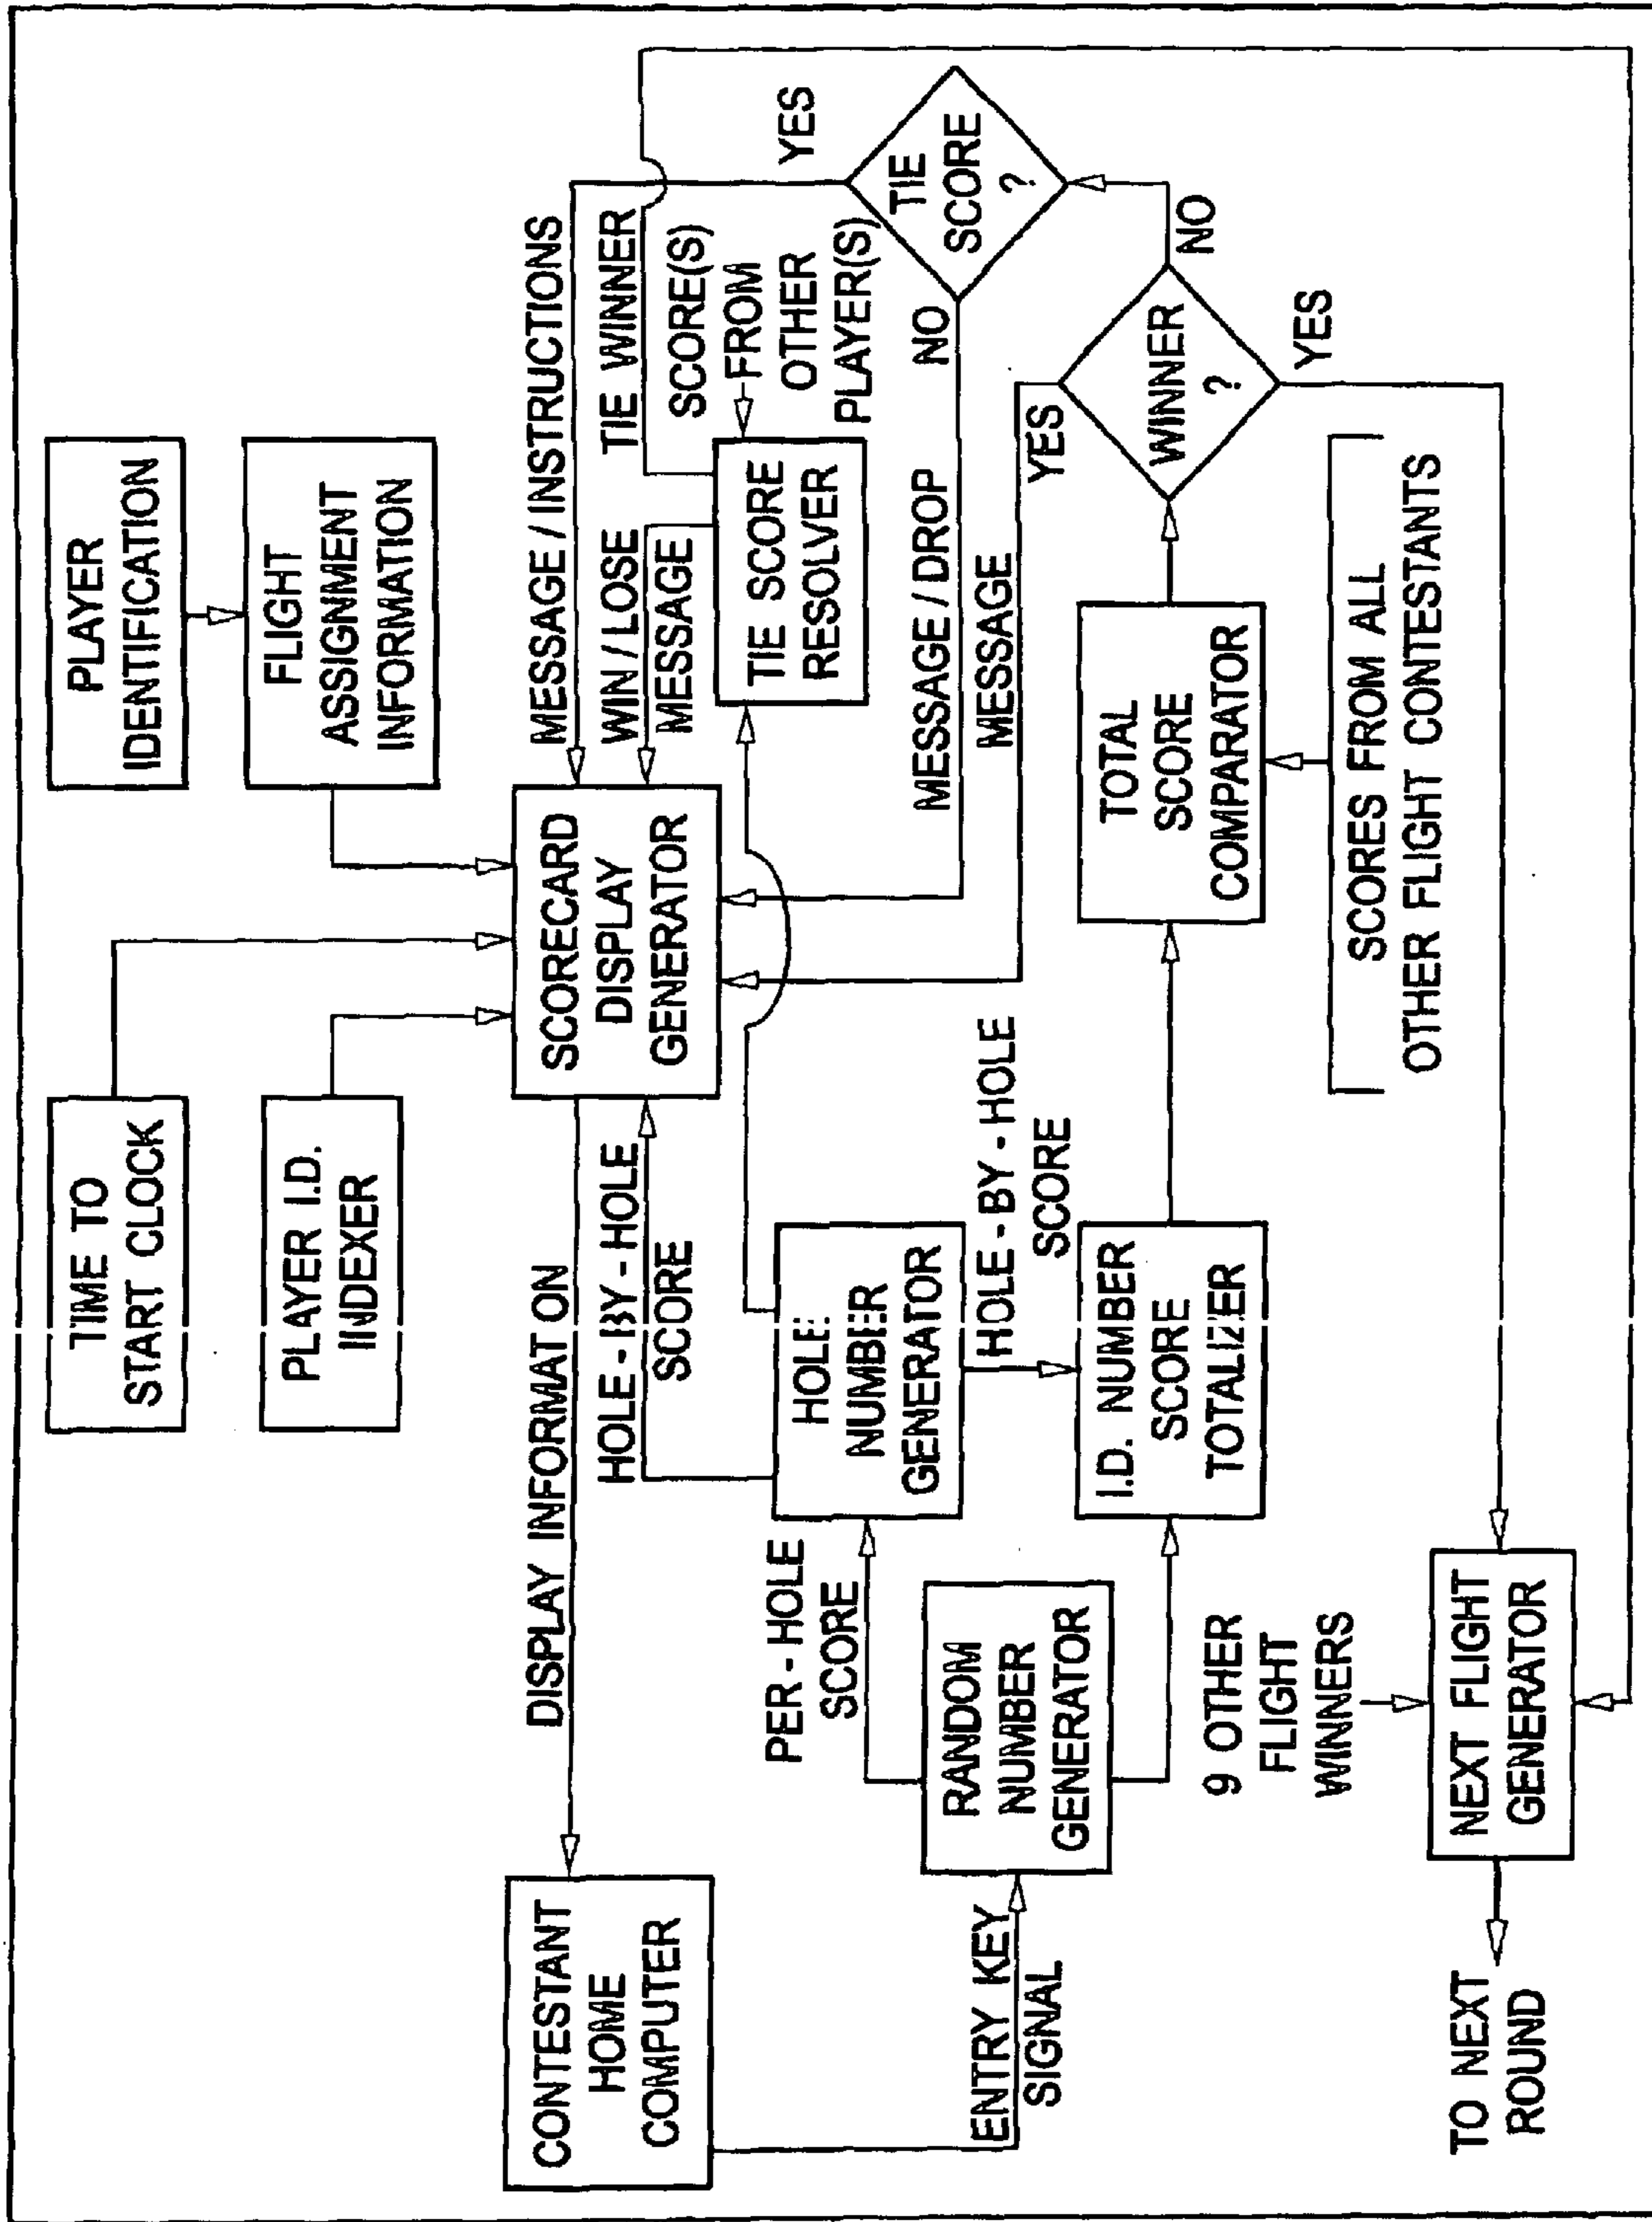 TIME TO
START CLOCK
PLAYER
IDENTIFICATION
PLAYER I.D.
INDEXER
FLIGHT
ASSIGNMENT
INFORMATION
CONTESTANT
HOME
COMPUTER
DISPLAY INFORMAT ON
HOLE - BY - HOLE
SCORE
SCORECARD
DISPLAY
GENERATOR
MESSAGE / INSTRUCTIONS
WIN / LOSE
MESSAGE
TIE WINNER
TIE SCORE
RESOLVER
SCORE(S)
FROM
OTHER
PLAYER(S)
YES
TIE
SCORE
?
NO
MESSAGE / DROP
MESSAGE
YES
NO
WINNER
?
YES
ENTRY KEY
SIGNAL
PER - HOLE
SCORE
RANDOM
NUMBER
GENERATOR
HOLE
NUMBER
GENERATOR
HOLE - BY - HOLE
SCORE
I.D. NUMBER
SCORE
TOTALIZER
TOTAL
SCORE
COMPARATOR
SCORES FROM ALL
OTHER FLIGHT CONTESTANTS
9 OTHER
FLIGHT
WINNERS
NEXT FLIGHT
GENERATOR
TO NEXT
ROUND